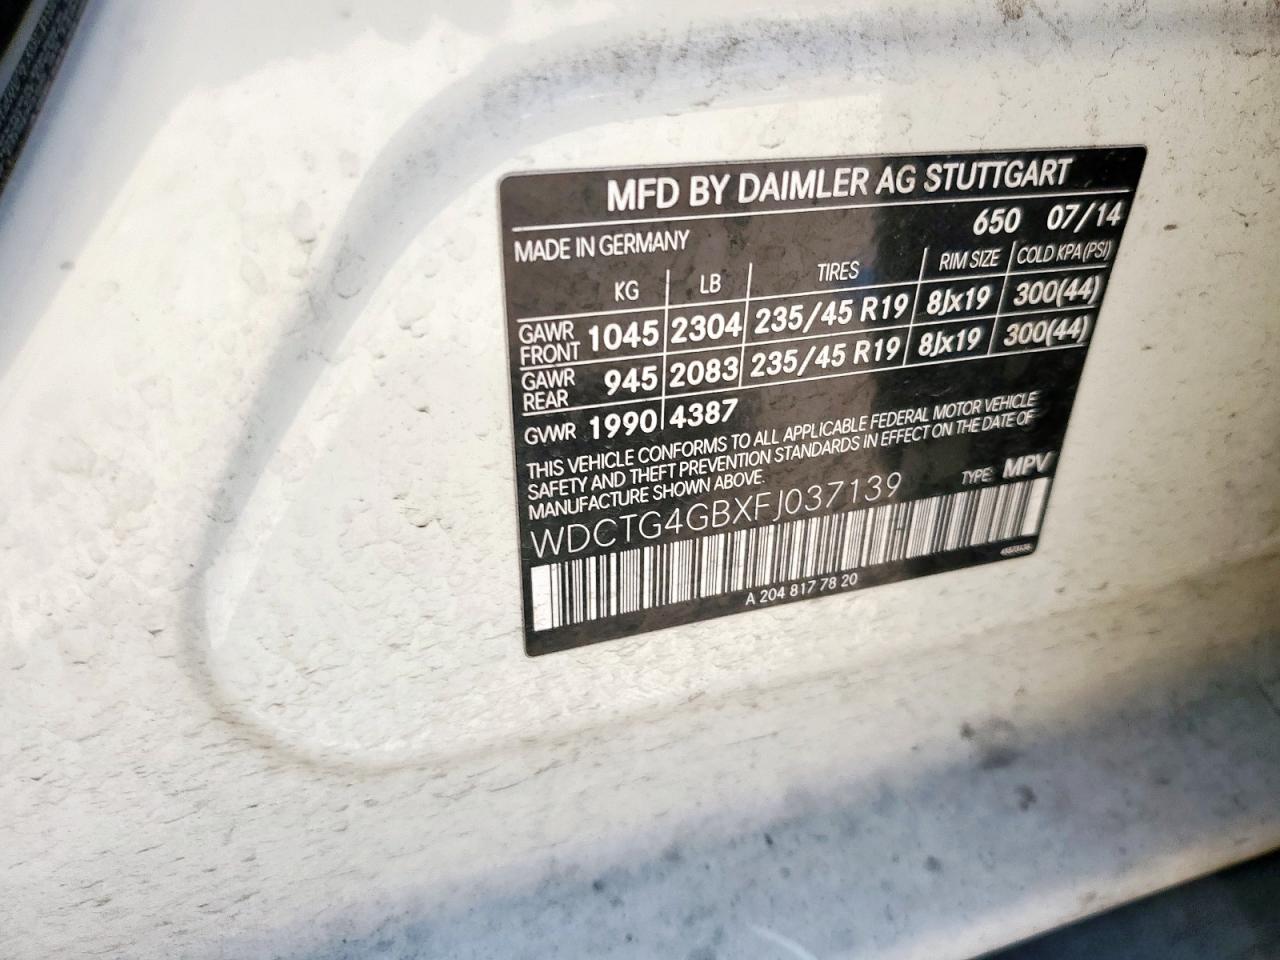 MFD BY DAIMLER AG STUTTGART
650 07/14
MADE IN GERMANY
KG LB TIRES RIM SIZE COLD KPA(PSI)
GAWR FRONT 1045 2304 235/45 R19 8Jx19 300(44)
GAWR REAR 945 2083 235/45 R19 8Jx19 300(44)
GVWR 1990 4387
THIS VEHICLE CONFORMS TO ALL APPLICABLE FEDERAL MOTOR VEHICLE
SAFETY AND THEFT PREVENTION STANDARDS IN EFFECT ON THE DATE OF
MANUFACTURE SHOWN ABOVE.
TYPE: MPV
WDCTG4GBXFJ037139
A 204 817 78 20